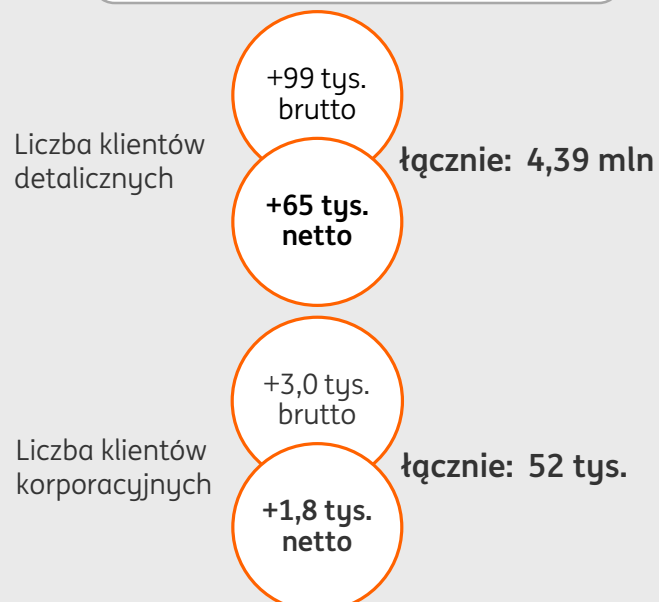 +99 tys.
brutto
Liczba klientów
detalicznych
łącznie: 4,39 mln
+65 tys.
netto
+3,0 tys.
brutto
Liczba klientów
korporacyjnych
łącznie: 52 tys.
+1,8 tys.
netto